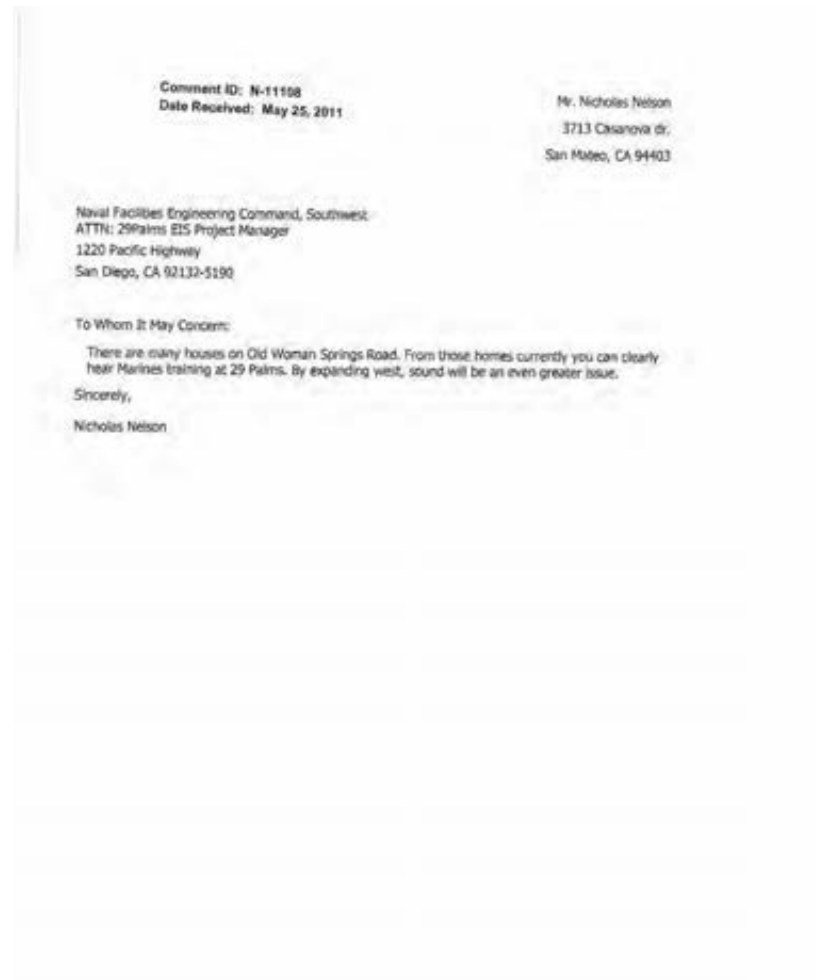 Comment ID: N-11108
Date Received: May 25, 2011
Mr. Nicholas Nelson
3713 Casanova dr.
San Mateo, CA 94403
Naval Facilities Engineering Command, Southwest
ATTN: 29Palms EIS Project Manager
1220 Pacific Highway
San Diego, CA 92132-5190
To Whom It May Concern:
There are many houses on Old Woman Springs Road. From those homes currently you can clearly
hear Marines training at 29 Palms. By expanding west, sound will be an even greater issue.
Sincerely,
Nicholas Nelson